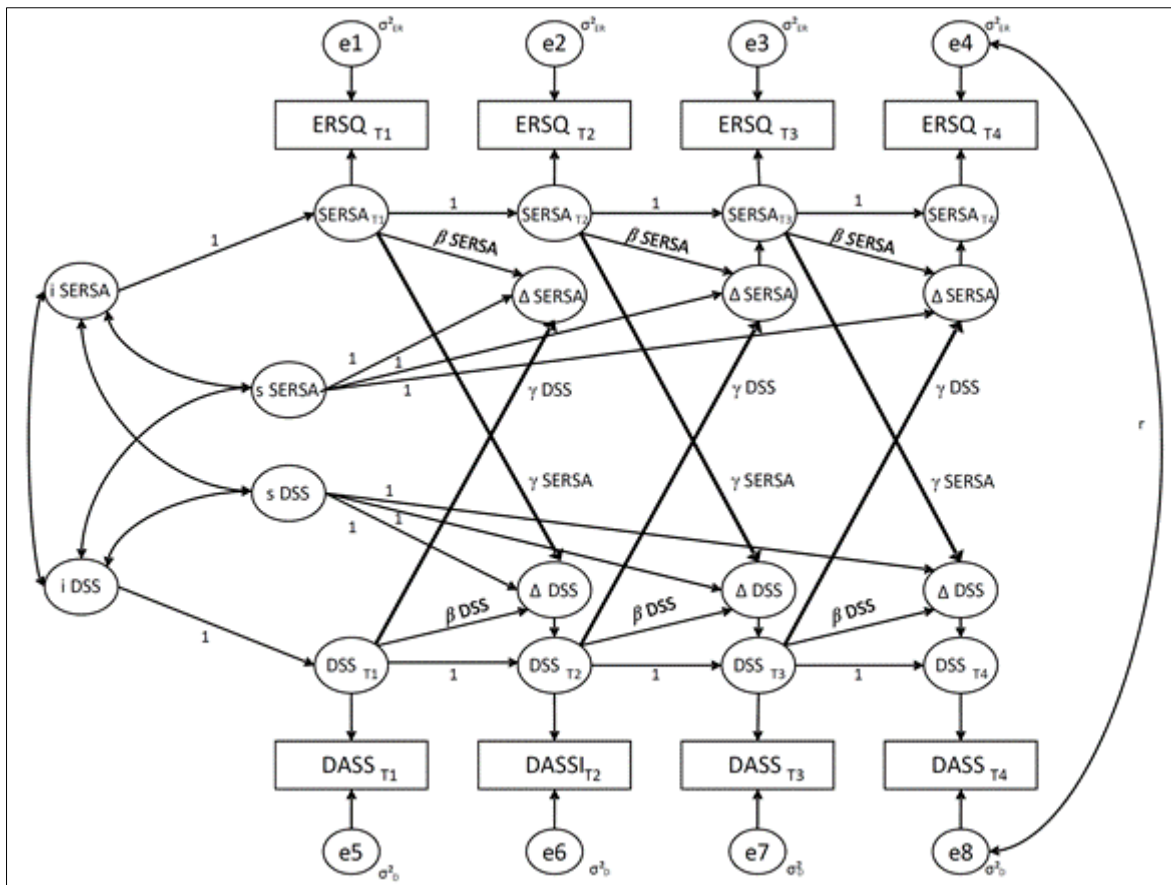 e1 σ²ER e2 σ²ER e3 σ²ER e4 σ²ER
ERSQ T1 ERSQ T2 ERSQ T3 ERSQ T4
SERSA T1 1 SERSA T2 1 SERSA T3 1 SERSA T4
1 β SERSA β SERSA β SERSA
i SERSA Δ SERSA Δ SERSA Δ SERSA
1 1 1
s SERSA
γ DSS γ DSS γ DSS
r
γ SERSA γ SERSA γ SERSA
s DSS 1 1 1
i DSS Δ DSS Δ DSS Δ DSS
β DSS β DSS β DSS
1
DSS T1 1 DSS T2 1 DSS T3 1 DSS T4
DASS T1 DASSI T2 DASS T3 DASS T4
e5 σ²D e6 σ²D e7 σ²D e8 σ²D